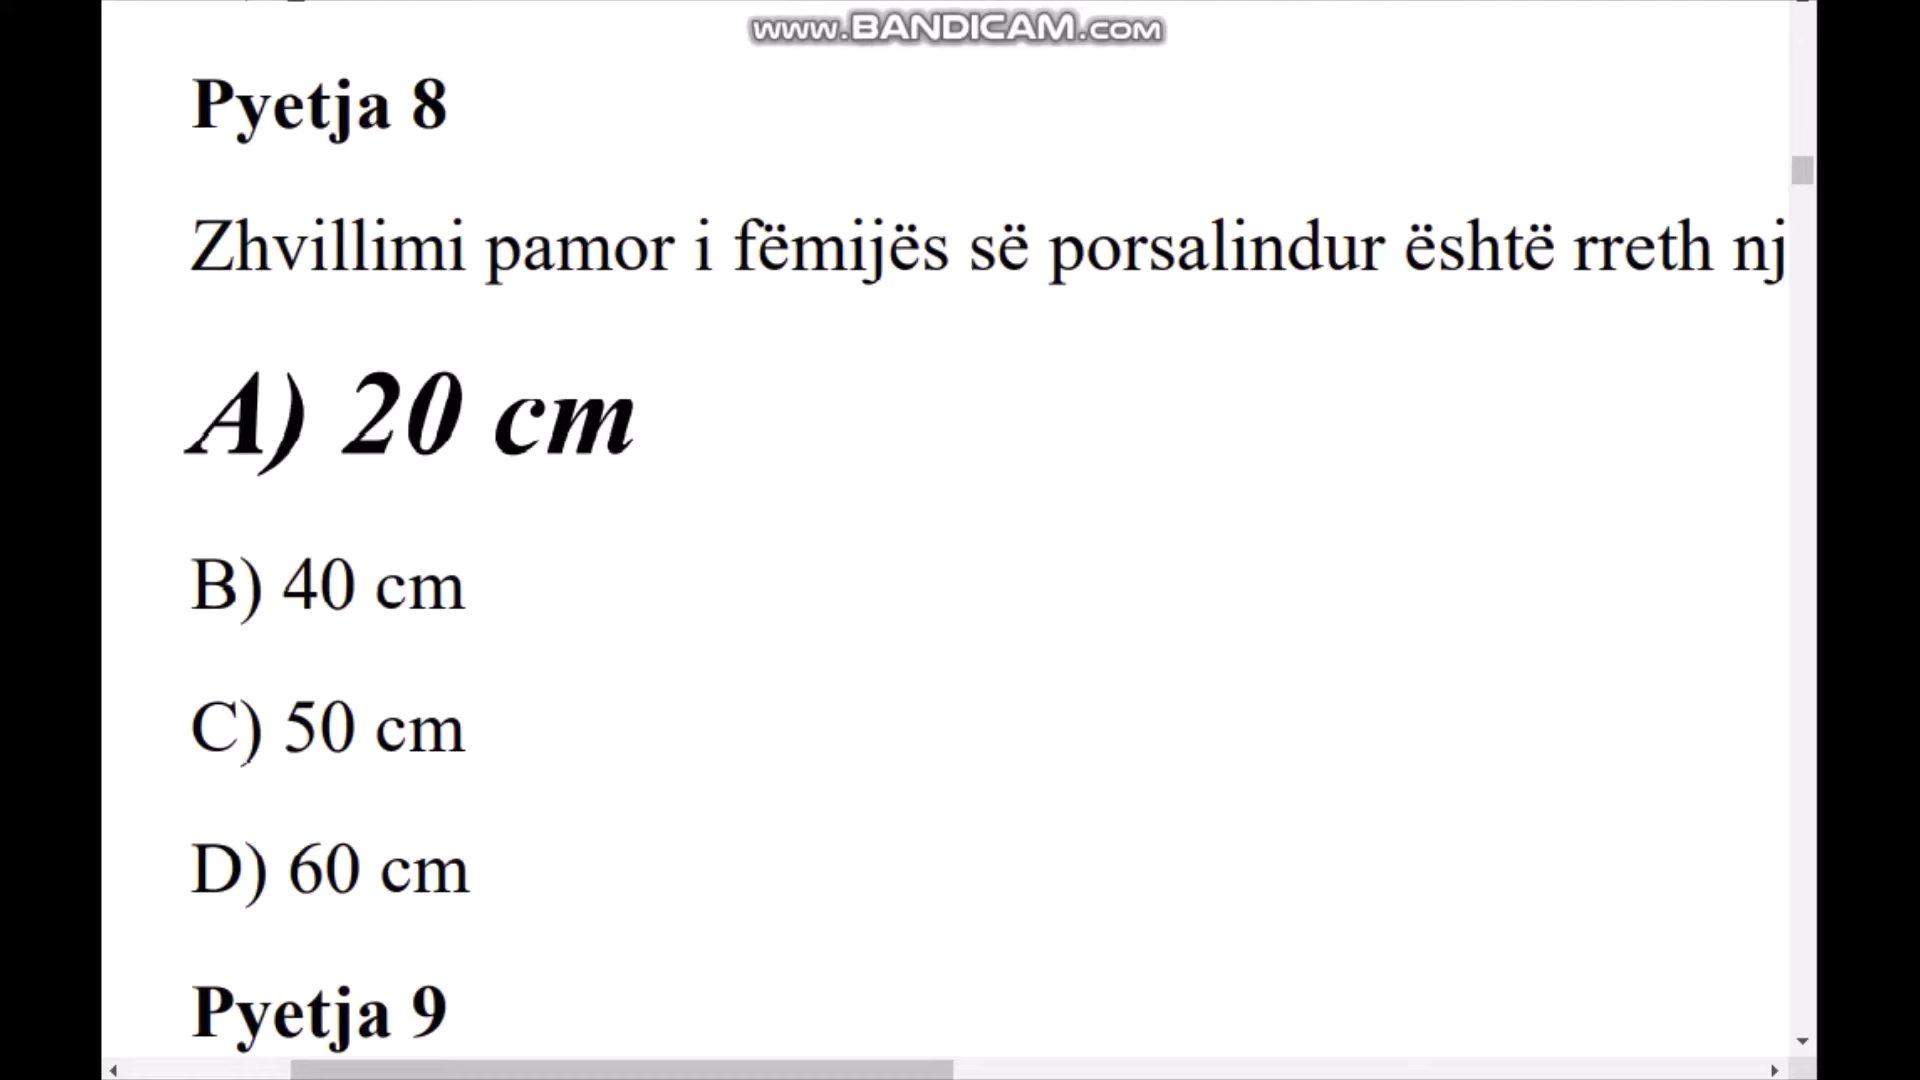 www.BANDICAM.com
Pyetja 8
Zhvillimi pamor i fëmijës së porsalindur është rreth nj
A) 20 cm
B) 40 cm
C) 50 cm
D) 60 cm
Pyetja 9